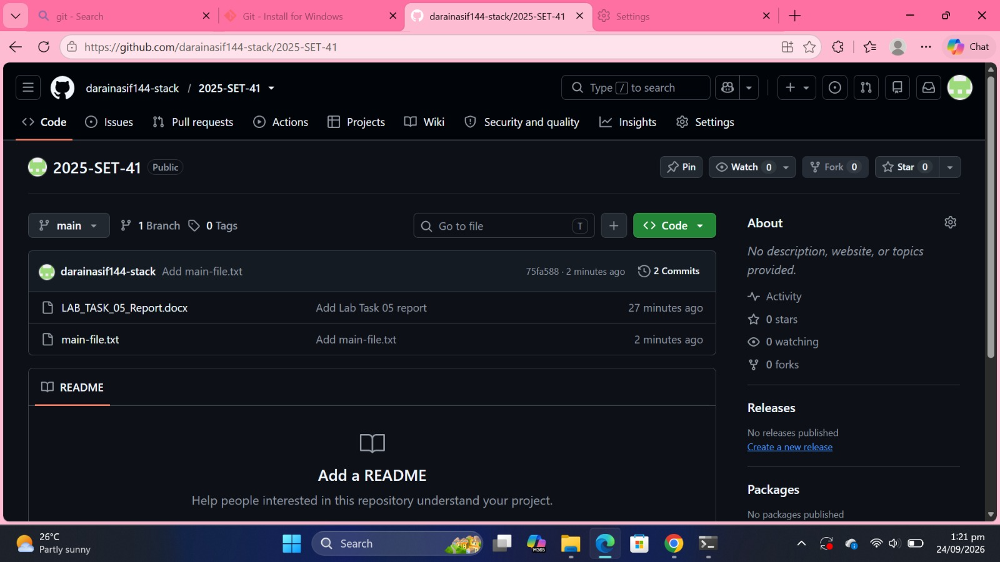 git - Search
Git - Install for Windows
darainasif144-stack/2025-SET-41
Settings
https://github.com/darainasif144-stack/2025-SET-41
Chat
darainasif144-stack / 2025-SET-41
Type / to search
Code
Issues
Pull requests
Actions
Projects
Wiki
Security and quality
Insights
Settings
2025-SET-41 Public
Pin
Watch 0
Fork 0
Star 0
main
1 Branch
0 Tags
Go to file T
Code
About
No description, website, or topics
provided.
darainasif144-stack Add main-file.txt 75fa588 · 2 minutes ago 2 Commits
LAB_TASK_05_Report.docx Add Lab Task 05 report 27 minutes ago
main-file.txt Add main-file.txt 2 minutes ago
Activity
0 stars
0 watching
0 forks
README
Add a README
Help people interested in this repository understand your project.
Releases
No releases published
Create a new release
Packages
No packages published
26°C
Partly sunny
Search
M365
1:21 pm
24/09/2026